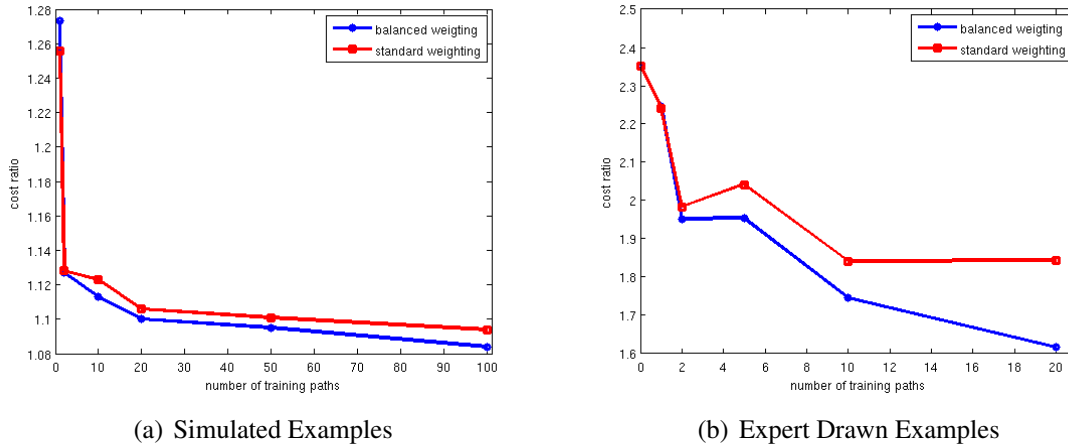 1.28
1.26
1.24
1.22
1.2
1.18
1.16
1.14
1.12
1.1
1.08
cost ratio
0 10 20 30 40 50 60 70 80 90 100
number of training paths
balanced weigting
standard weighting
(a) Simulated Examples
2.5
2.4
2.3
2.2
2.1
2
1.9
1.8
1.7
1.6
cost ratio
0 2 4 6 8 10 12 14 16 18 20
number of training paths
balanced weigting
standard weighting
(b) Expert Drawn Examples